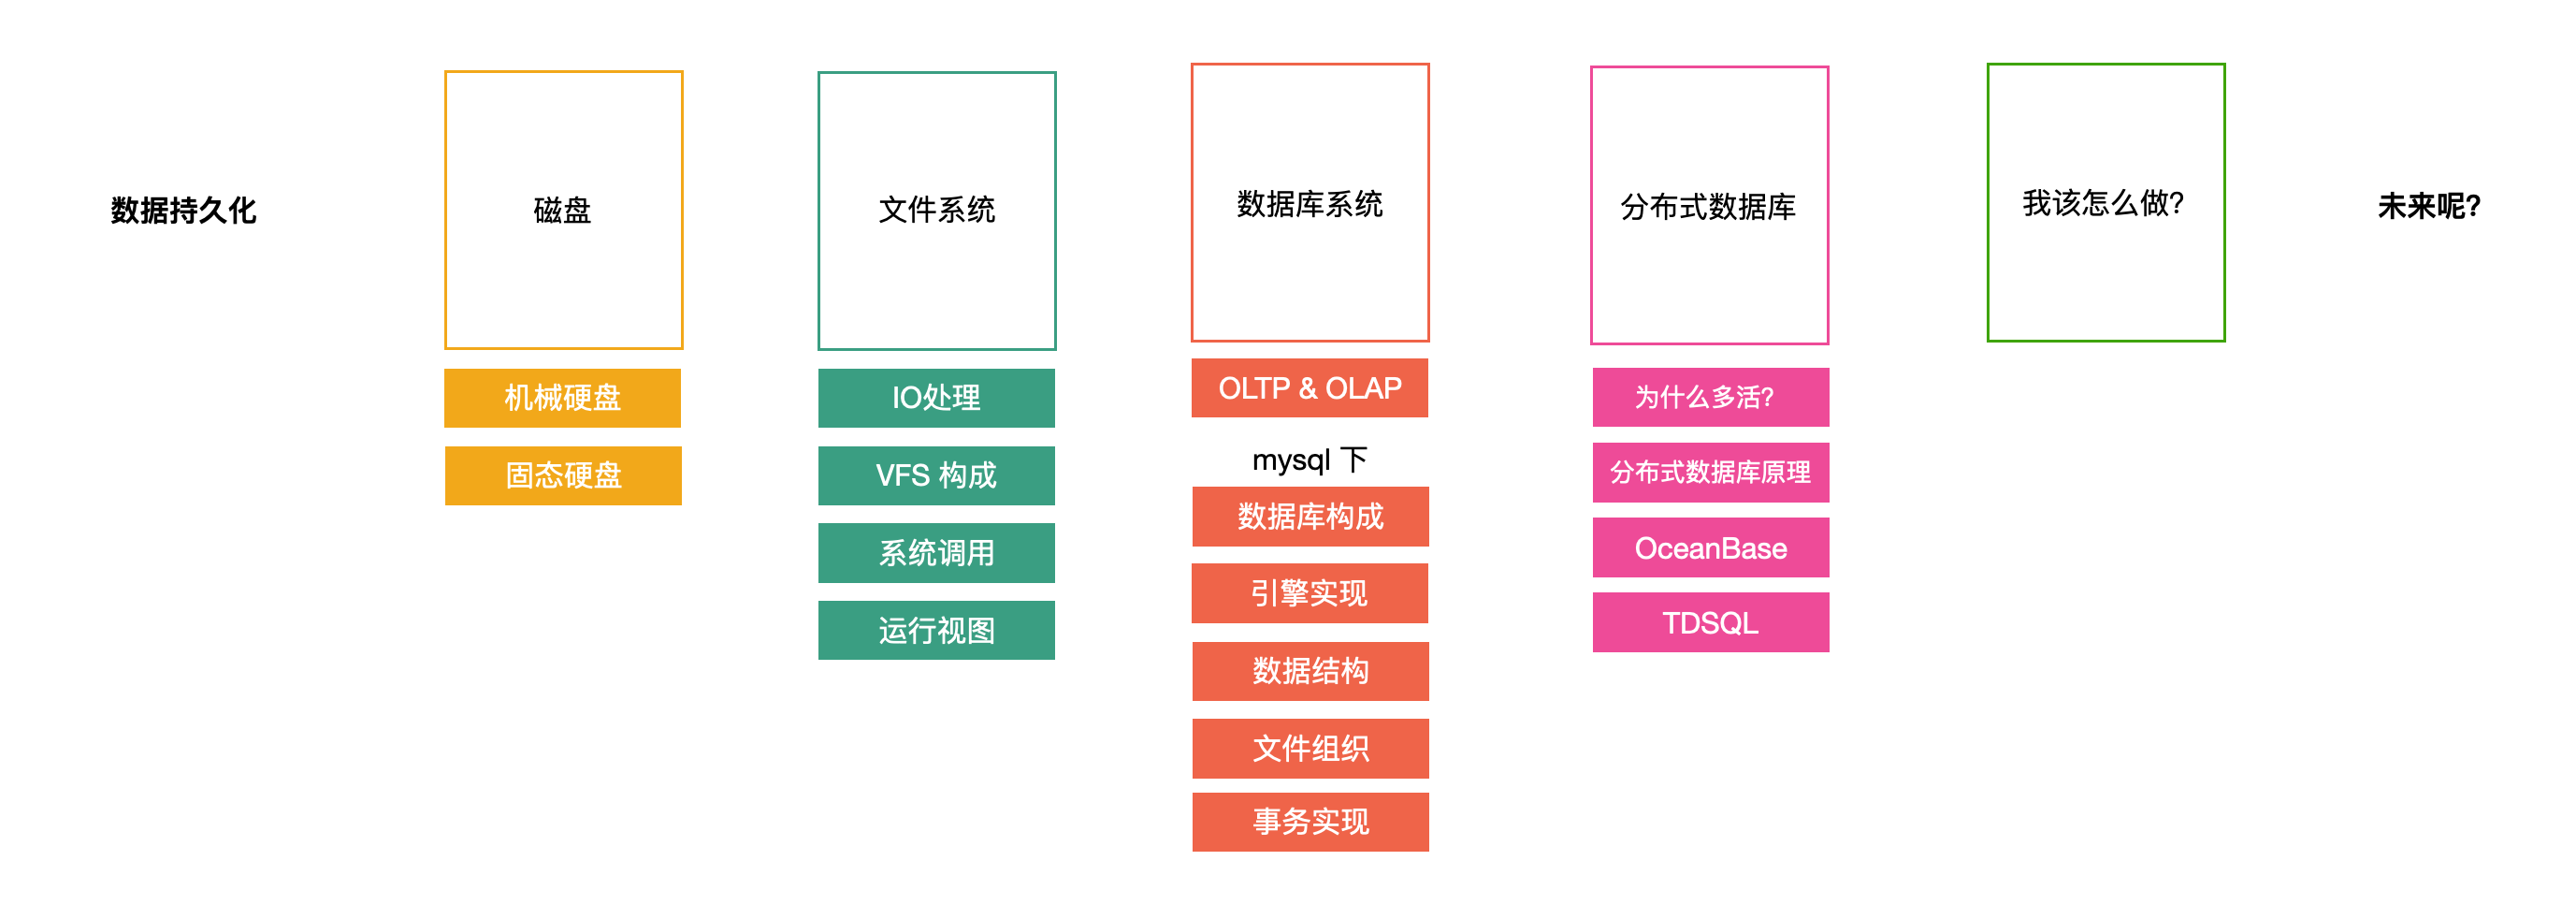 数据持久化
磁盘
机械硬盘
固态硬盘
文件系统
IO处理
VFS 构成
系统调用
运行视图
数据库系统
OLTP & OLAP
mysql 下
数据库构成
引擎实现
数据结构
文件组织
事务实现
分布式数据库
为什么多活?
分布式数据库原理
OceanBase
TDSQL
我该怎么做?
未来呢?